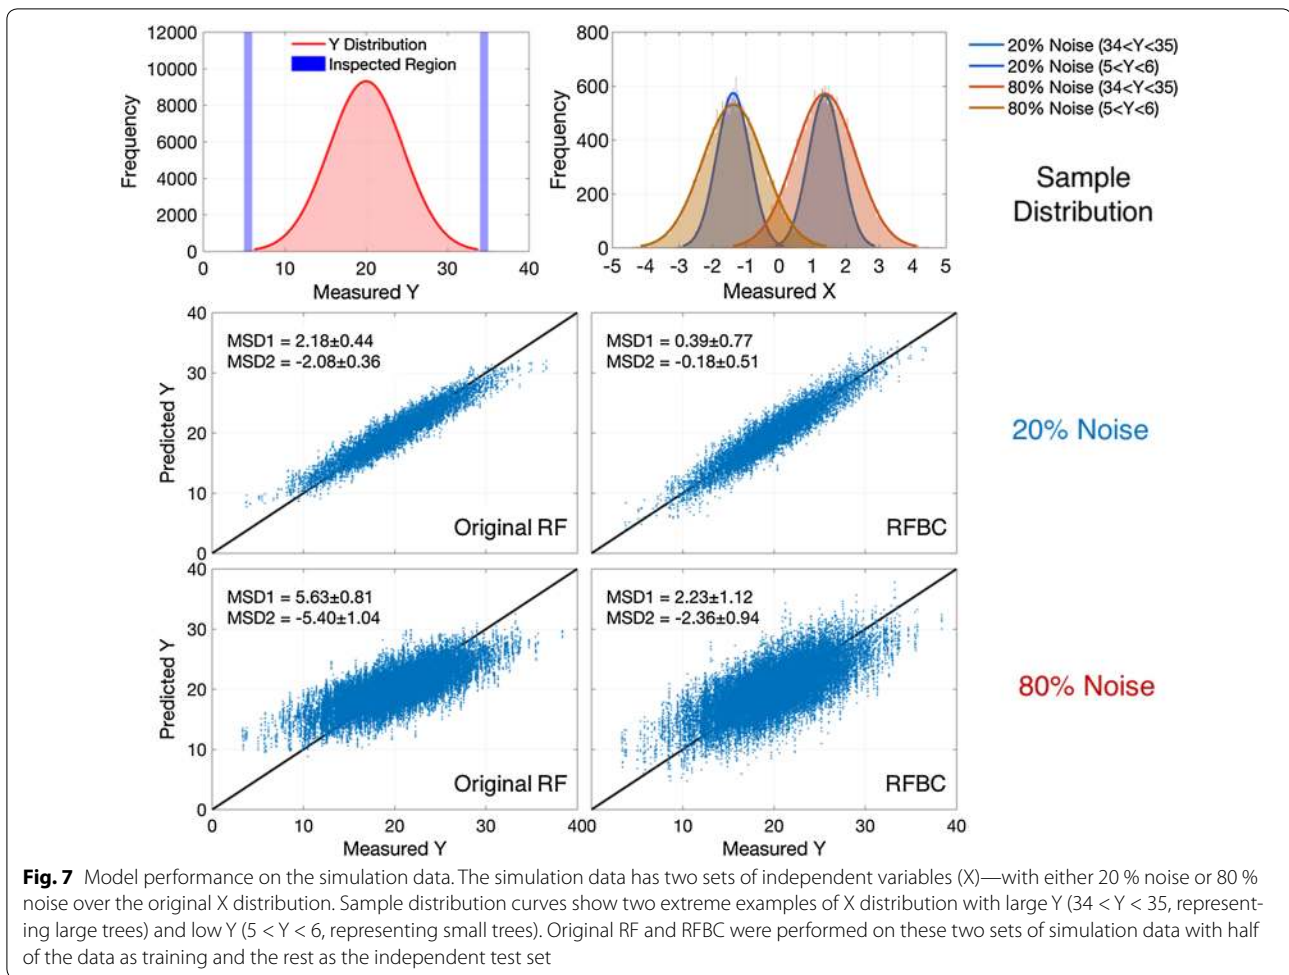 12000
10000
8000
6000
4000
2000
0
Frequency
0 10 20 30 40
Measured Y
Y Distribution
Inspected Region
800
600
400
200
0
Frequency
-5 -4 -3 -2 -1 0 1 2 3 4 5
Measured X
20% Noise (34<Y<35)
20% Noise (5<Y<6)
80% Noise (34<Y<35)
80% Noise (5<Y<6)
Sample
Distribution
40
30
20
10
0
Predicted Y
MSD1 = 2.18±0.44
MSD2 = -2.08±0.36
Original RF
MSD1 = 0.39±0.77
MSD2 = -0.18±0.51
RFBC
20% Noise
40
30
20
10
0
Predicted Y
MSD1 = 5.63±0.81
MSD2 = -5.40±1.04
Original RF
0 10 20 30 400
Measured Y
MSD1 = 2.23±1.12
MSD2 = -2.36±0.94
RFBC
10 20 30 40
Measured Y
80% Noise
Fig. 7 Model performance on the simulation data. The simulation data has two sets of independent variables (X)—with either 20 % noise or 80 %
noise over the original X distribution. Sample distribution curves show two extreme examples of X distribution with large Y (34 < Y < 35, represent-
ing large trees) and low Y (5 < Y < 6, representing small trees). Original RF and RFBC were performed on these two sets of simulation data with half
of the data as training and the rest as the independent test set